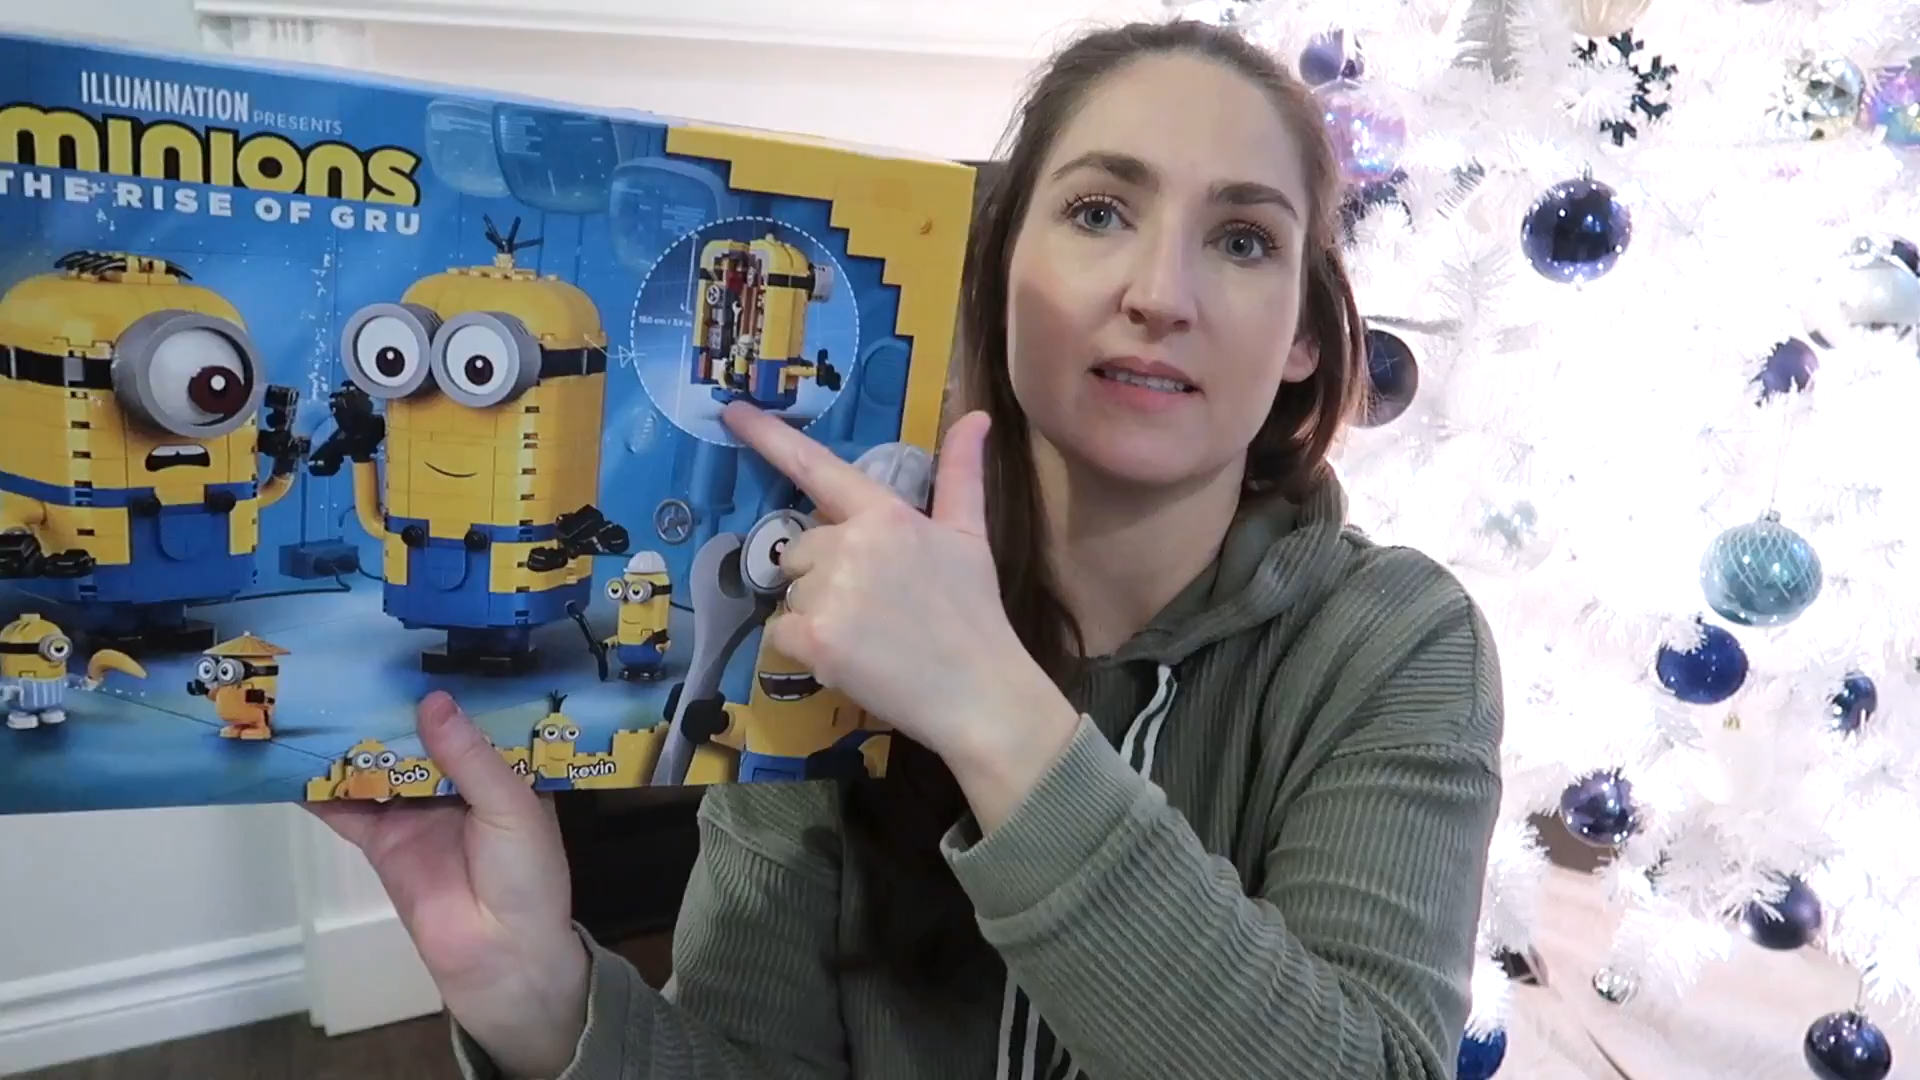 ILLUMINATION PRESENTS
minions
THE RISE OF GRU
bob
kevin